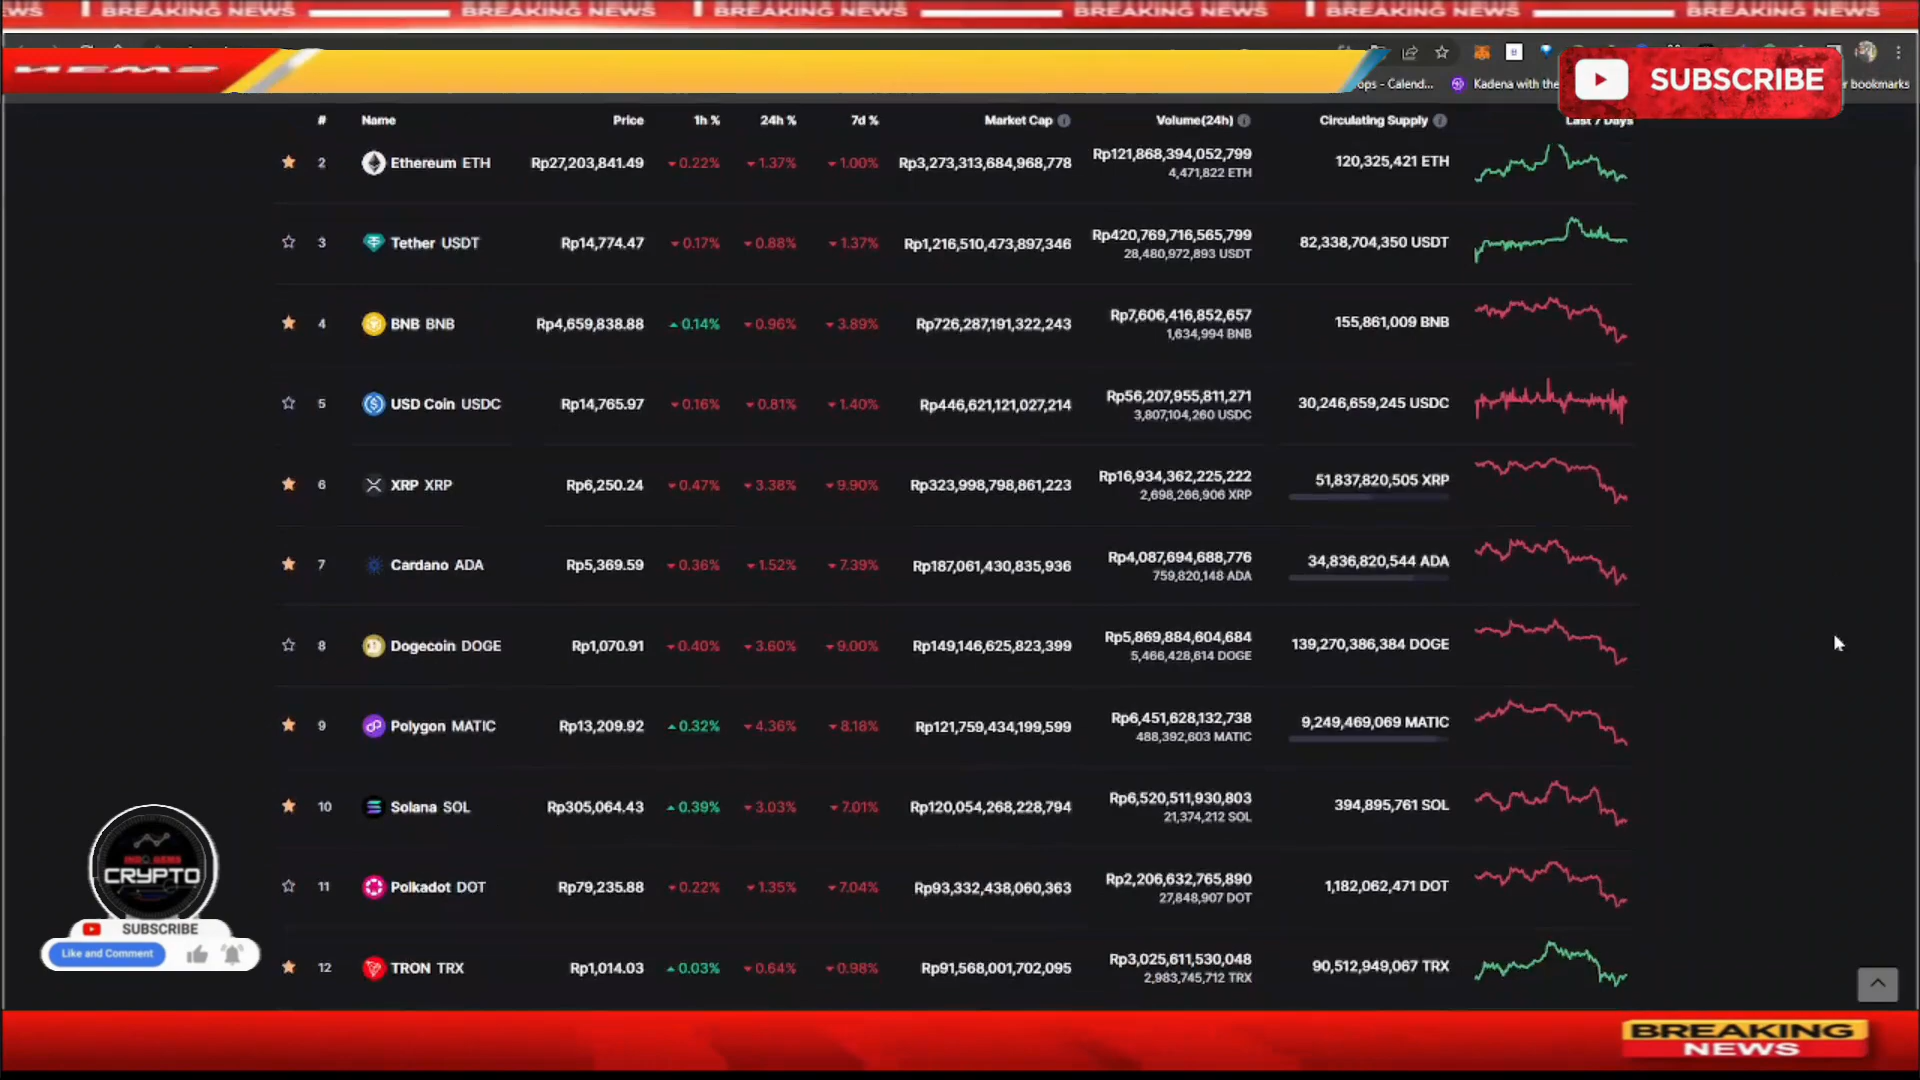 WS BREAKING NEWS BREAKING NEWS BREAKING NEWS BREAKING NEWS BREAKING NEWS BREAKING NEWS
NEWS
ops - Calend... Kadena with the r bookmarks
SUBSCRIBE
# Name Price 1h % 24h % 7d % Market Cap Volume(24h) Circulating Supply Last 7 Days
2 Ethereum ETH Rp27,203,841.49 0.22% 1.37% 1.00% Rp3,273,313,684,968,778 Rp121,868,394,052,799 120,325,421 ETH
4,471,822 ETH
3 Tether USDT Rp14,774.47 0.17% 0.88% 1.37% Rp1,216,510,473,897,346 Rp420,769,716,565,799 82,338,704,350 USDT
28,480,972,893 USDT
4 BNB BNB Rp4,659,838.88 0.14% 0.96% 3.89% Rp726,287,191,322,243 Rp7,606,416,852,657 155,861,009 BNB
1,634,994 BNB
5 USD Coin USDC Rp14,765.97 0.16% 0.81% 1.40% Rp446,621,121,027,214 Rp56,207,955,811,271 30,246,659,245 USDC
3,807,104,260 USDC
6 XRP XRP Rp6,250.24 0.47% 3.38% 9.90% Rp323,998,798,861,223 Rp16,934,362,225,222 51,837,820,505 XRP
2,698,266,906 XRP
7 Cardano ADA Rp5,369.59 0.36% 1.52% 7.39% Rp187,061,430,835,936 Rp4,087,694,688,776 34,836,820,544 ADA
759,820,148 ADA
8 Dogecoin DOGE Rp1,070.91 0.40% 3.60% 9.00% Rp149,146,625,823,399 Rp5,869,884,604,684 139,270,386,384 DOGE
5,466,428,614 DOGE
9 Polygon MATIC Rp13,209.92 0.32% 4.36% 8.18% Rp121,759,434,199,599 Rp6,451,628,132,738 9,249,469,069 MATIC
488,392,603 MATIC
10 Solana SOL Rp305,064.43 0.39% 3.03% 7.01% Rp120,054,268,228,794 Rp6,520,511,930,803 394,895,761 SOL
21,374,212 SOL
11 Polkadot DOT Rp79,235.88 0.22% 1.35% 7.04% Rp93,332,438,060,363 Rp2,206,632,765,890 1,182,062,471 DOT
27,848,907 DOT
12 TRON TRX Rp1,014.03 0.03% 0.64% 0.98% Rp91,568,001,702,095 Rp3,025,611,530,048 90,512,949,067 TRX
2,983,745,712 TRX
INDO GEMS
CRYPTO
SUBSCRIBE
Like and Comment
BREAKING
NEWS